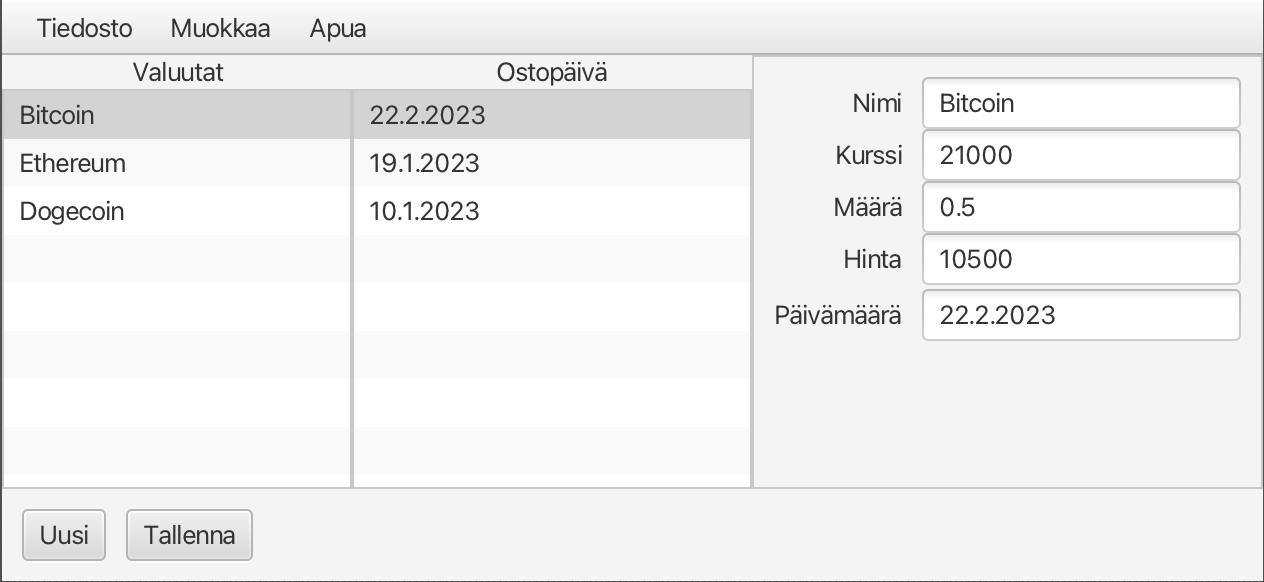 Tiedosto Muokkaa Apua
Valuutat Ostopäivä
Bitcoin 22.2.2023
Ethereum 19.1.2023
Dogecoin 10.1.2023
Nimi Bitcoin
Kurssi 21000
Määrä 0.5
Hinta 10500
Päivämäärä 22.2.2023
Uusi Tallenna